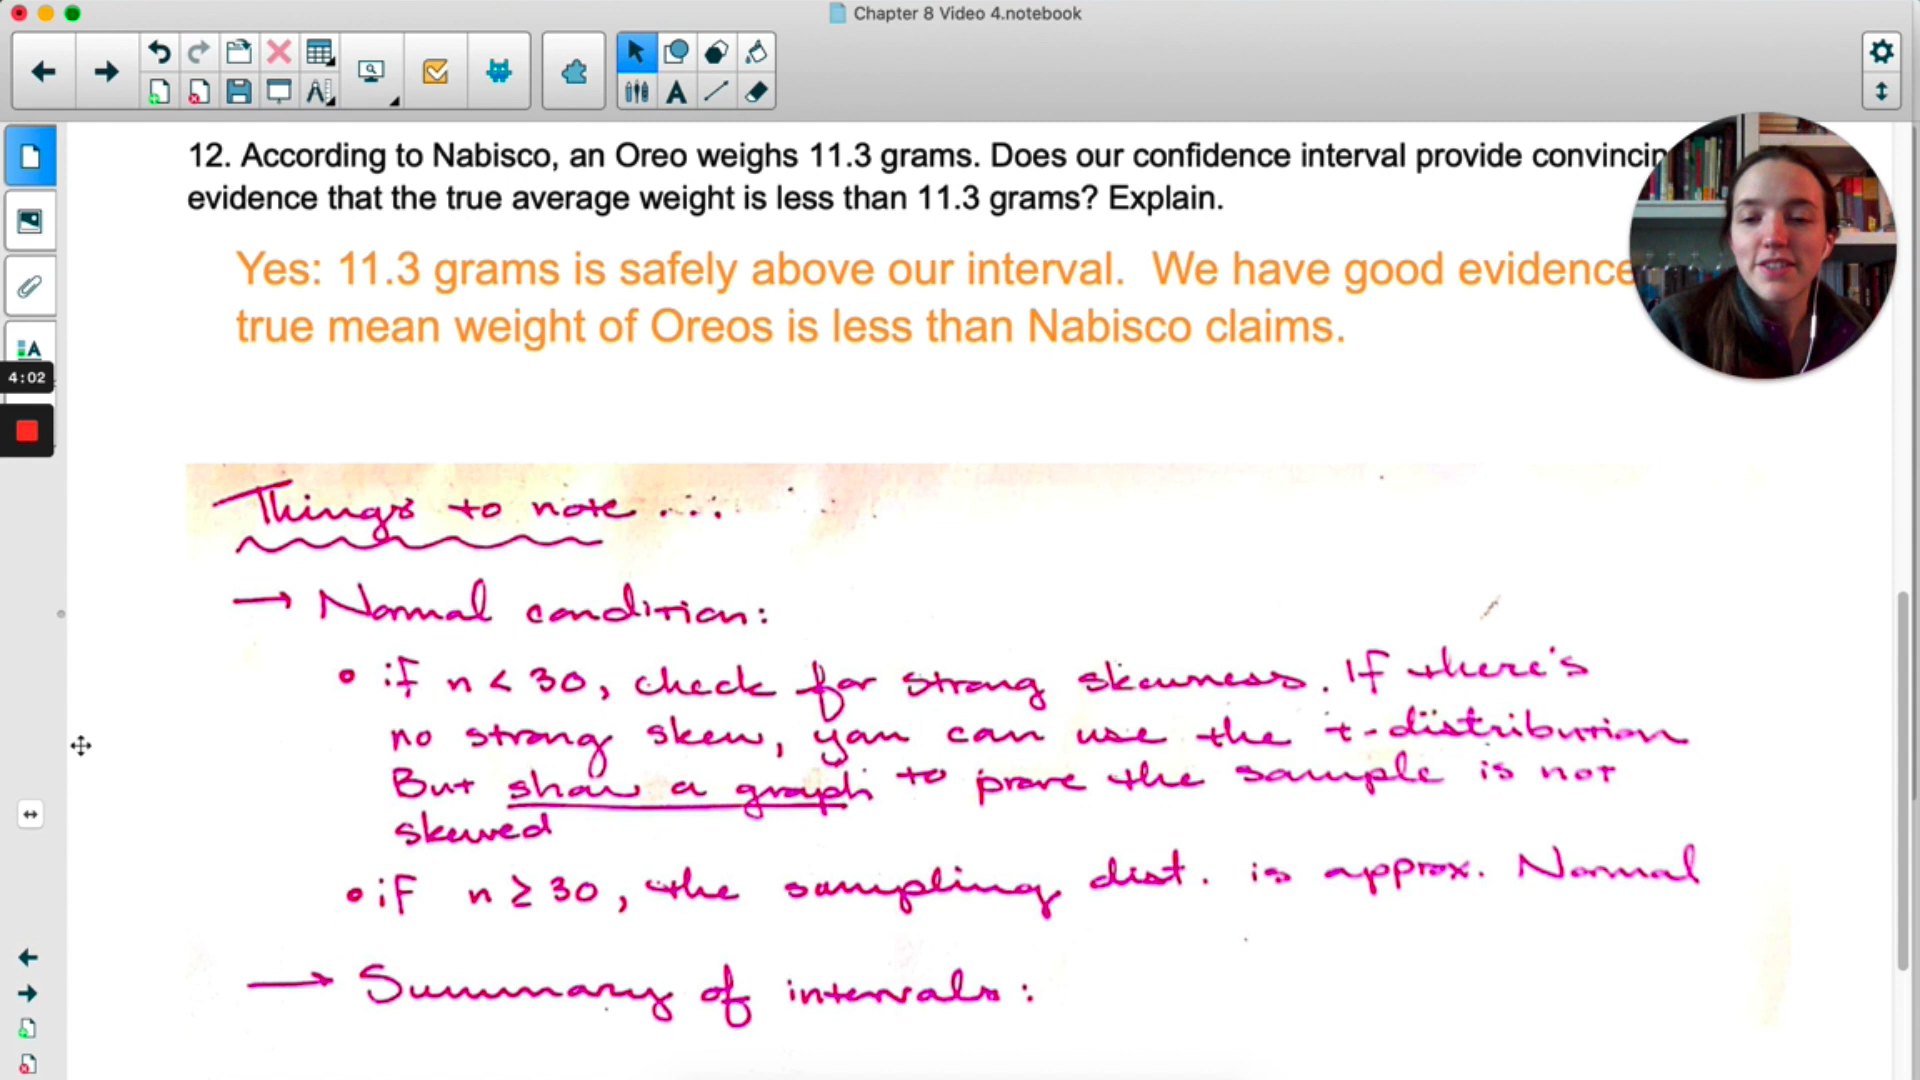 Chapter 8 Video 4.notebook
12. According to Nabisco, an Oreo weighs 11.3 grams. Does our confidence interval provide convincin
evidence that the true average weight is less than 11.3 grams? Explain.
Yes: 11.3 grams is safely above our interval. We have good evidence
true mean weight of Oreos is less than Nabisco claims.
A
A
4:02
Things to note ...
→ Normal condition:
• if n < 30, check for strong skewness. If there's
no strong skew, you can use the t-distribution
But show a graph to prove the sample is not
skewed
• if n ≥ 30, the sampling dist. is approx. Normal
→ Summary of intervals: